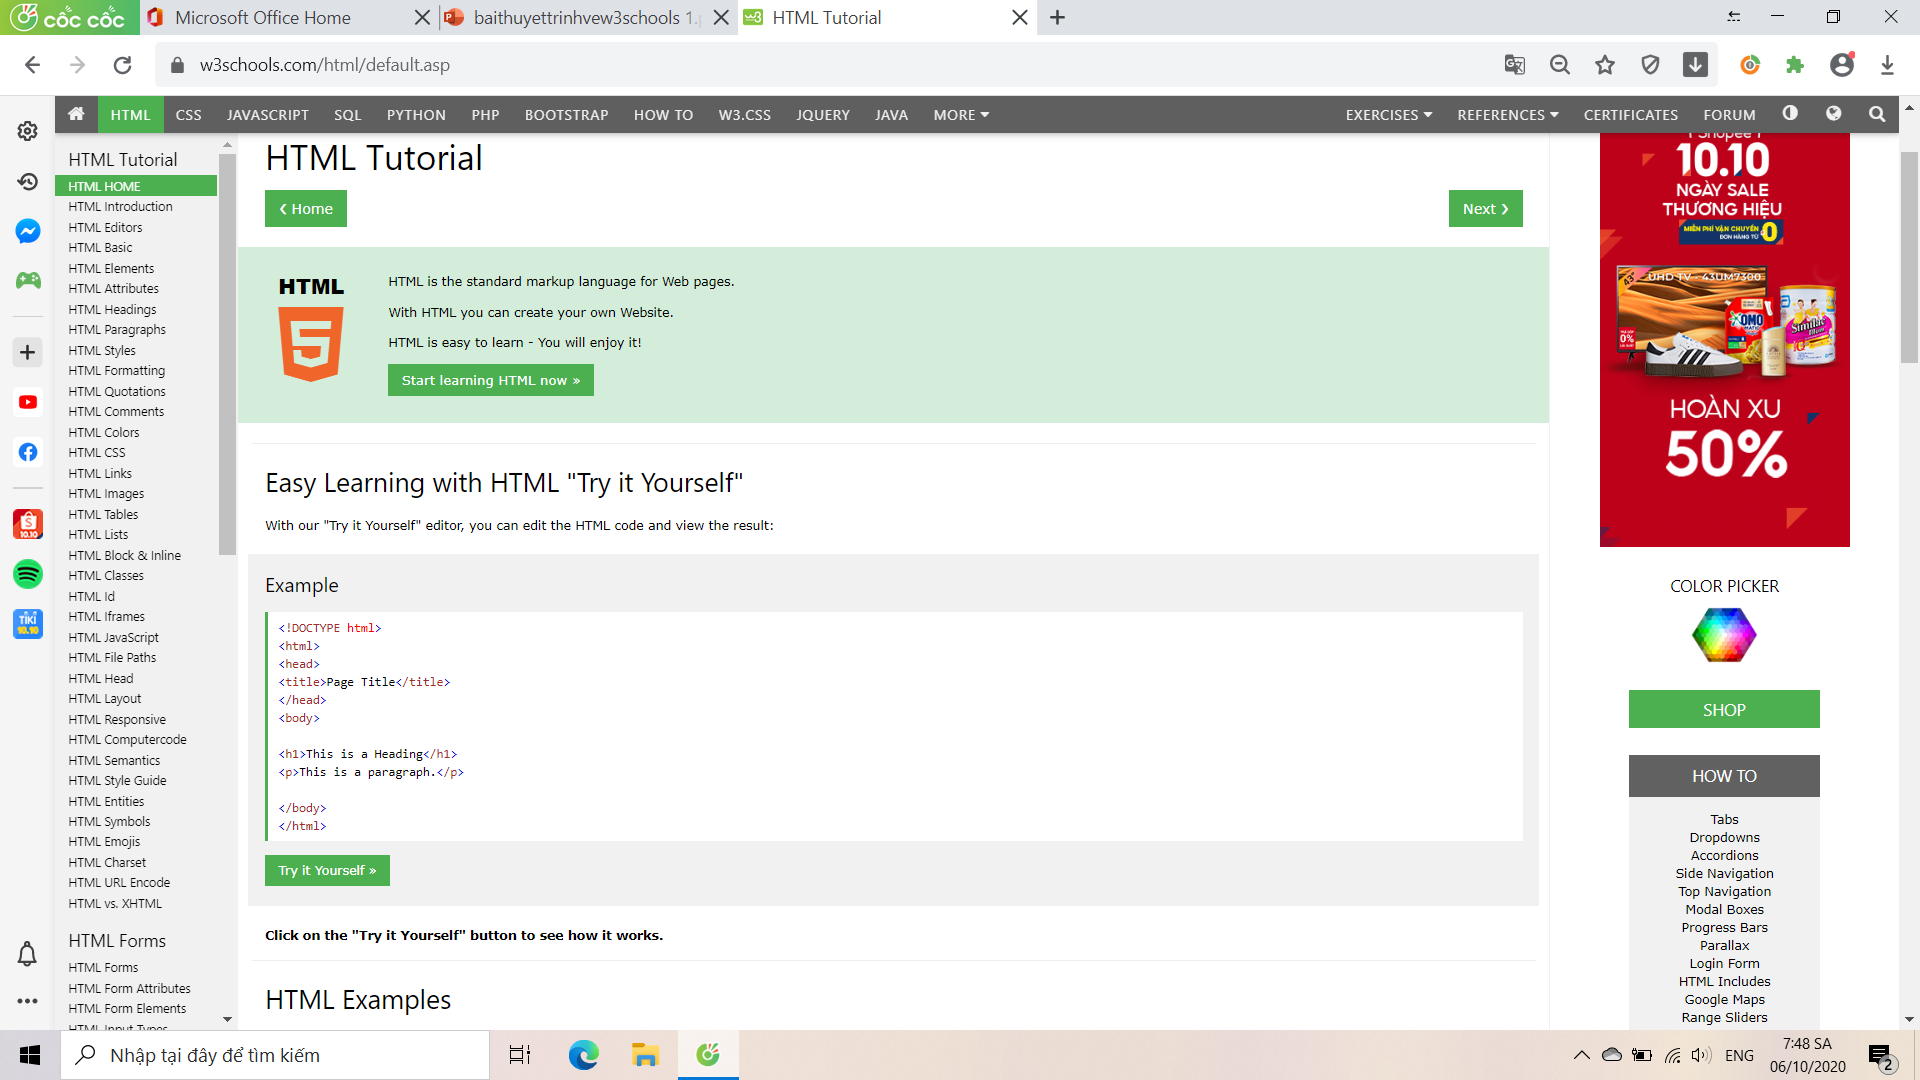 cốc cốc
Microsoft Office Home
baithuyettrinhvew3schools 1.p
HTML Tutorial
w3schools.com/html/default.asp
HTML CSS JAVASCRIPT SQL PYTHON PHP BOOTSTRAP HOW TO W3.CSS JQUERY JAVA MORE EXERCISES REFERENCES CERTIFICATES FORUM
HTML Tutorial
HTML HOME
HTML Introduction
HTML Editors
HTML Basic
HTML Elements
HTML Attributes
HTML Headings
HTML Paragraphs
HTML Styles
HTML Formatting
HTML Quotations
HTML Comments
HTML Colors
HTML CSS
HTML Links
HTML Images
HTML Tables
HTML Lists
HTML Block & Inline
HTML Classes
HTML Id
HTML Iframes
HTML JavaScript
HTML File Paths
HTML Head
HTML Layout
HTML Responsive
HTML Computercode
HTML Semantics
HTML Style Guide
HTML Entities
HTML Symbols
HTML Emojis
HTML Charset
HTML URL Encode
HTML vs. XHTML
HTML Forms
HTML Forms
HTML Form Attributes
HTML Form Elements
HTML Input Types
HTML Tutorial
❮ Home
Next ❯
HTML
5
HTML is the standard markup language for Web pages.
With HTML you can create your own Website.
HTML is easy to learn - You will enjoy it!
Start learning HTML now »
Easy Learning with HTML "Try it Yourself"
With our "Try it Yourself" editor, you can edit the HTML code and view the result:
Example
<!DOCTYPE html>
<html>
<head>
<title>Page Title</title>
</head>
<body>
<h1>This is a Heading</h1>
<p>This is a paragraph.</p>
</body>
</html>
Try it Yourself »
Click on the "Try it Yourself" button to see how it works.
HTML Examples
Shopee
10.10
NGÀY SALE
THƯƠNG HIỆU
MIỄN PHÍ VẬN CHUYỂN
ĐƠN HÀNG TỪ 0
43"
UHD TV - 43UM7300
TRẢ GÓP
0%
OMO
MATIC
Similac
HOÀN XU
50%
COLOR PICKER
SHOP
HOW TO
Tabs
Dropdowns
Accordions
Side Navigation
Top Navigation
Modal Boxes
Progress Bars
Parallax
Login Form
HTML Includes
Google Maps
Range Sliders
10.10
TIKI
10.10
Nhập tại đây để tìm kiếm
ENG
7:48 SA
06/10/2020
2